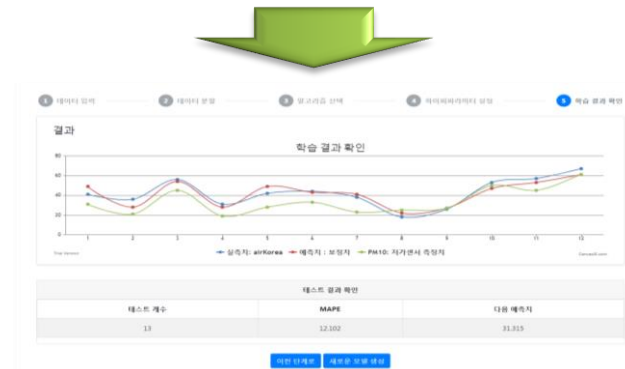 1 데이터 입력 2 데이터 분할 3 알고리즘 선택 4 하이퍼파라미터 설정 5 학습 결과 확인
결과
학습 결과 확인
80
60
40
20
0
1 2 3 4 5 6 7 8 9 10 11 12
Trial Version
실측치: airKorea 예측치 : 보정치 PM10: 저가센서 측정치
CanvasJS.com
테스트 결과 확인
테스트 개수 MAPE 다음 예측치
13 12.102 31.315
이전 단계로 새로운 모델 생성